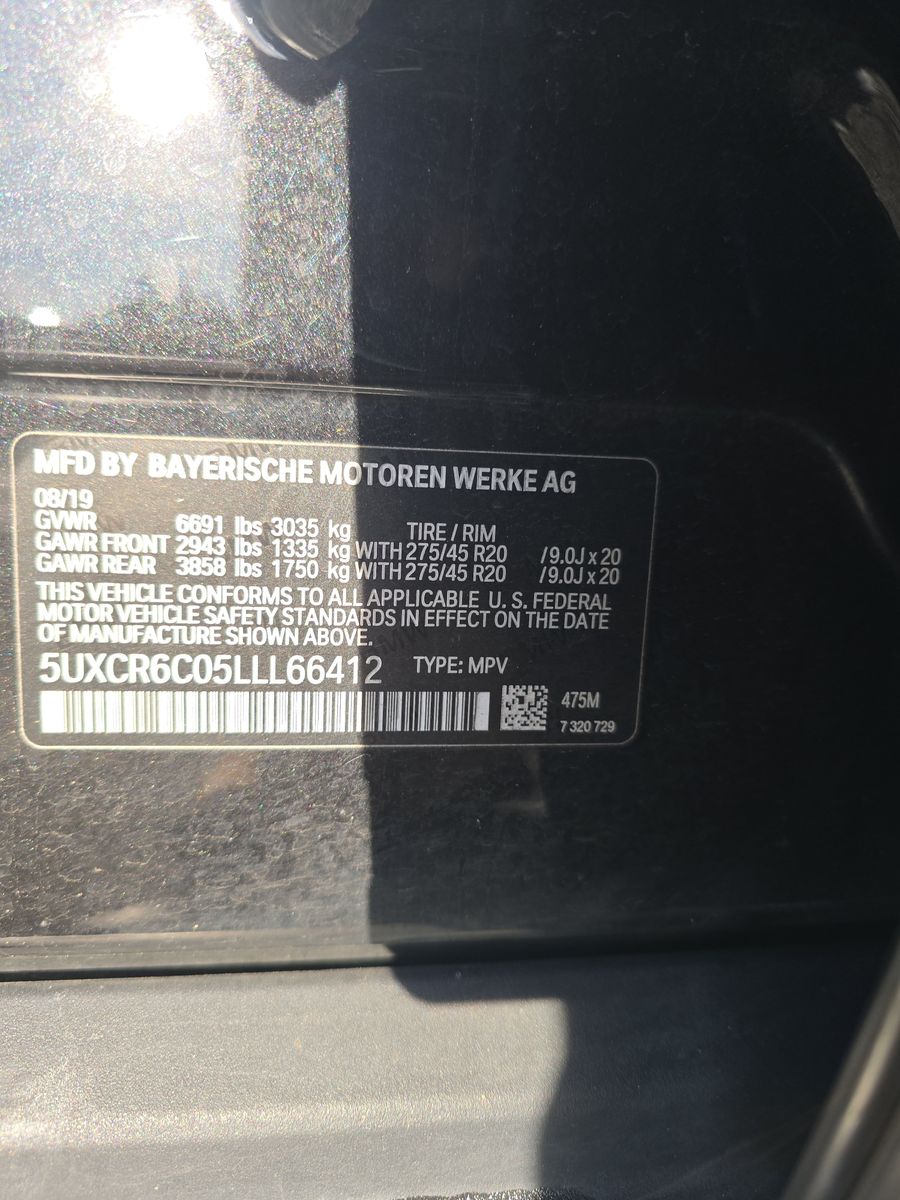 MFD BY BAYERISCHE MOTOREN WERKE AG
08/19
GVWR 6691 lbs 3035 kg TIRE / RIM
GAWR FRONT 2943 lbs 1335 kg WITH 275/45 R20 /9.0J x 20
GAWR REAR 3858 lbs 1750 kg WITH 275/45 R20 /9.0J x 20
THIS VEHICLE CONFORMS TO ALL APPLICABLE U. S. FEDERAL
MOTOR VEHICLE SAFETY STANDARDS IN EFFECT ON THE DATE
OF MANUFACTURE SHOWN ABOVE.
5UXCR6C05LLL66412 TYPE: MPV
475M
7 320 729